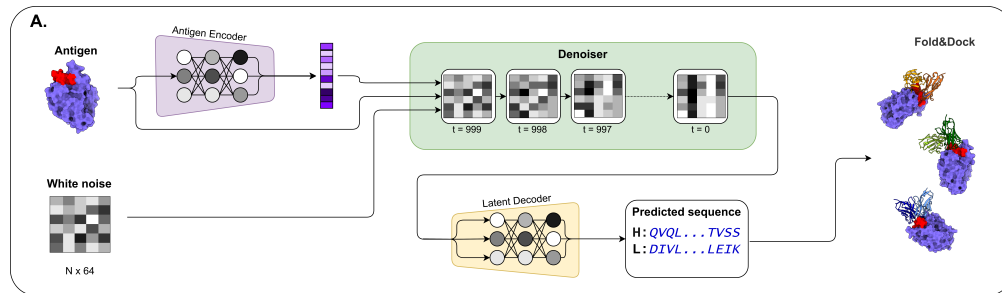 A.
Antigen Encoder
Antigen
Denoiser
Fold&Dock
t = 999
t = 998
t = 997
t = 0
White noise
N x 64
Latent Decoder
Predicted sequence
H: QVQL...TVSS
L: DIVL...LEIK